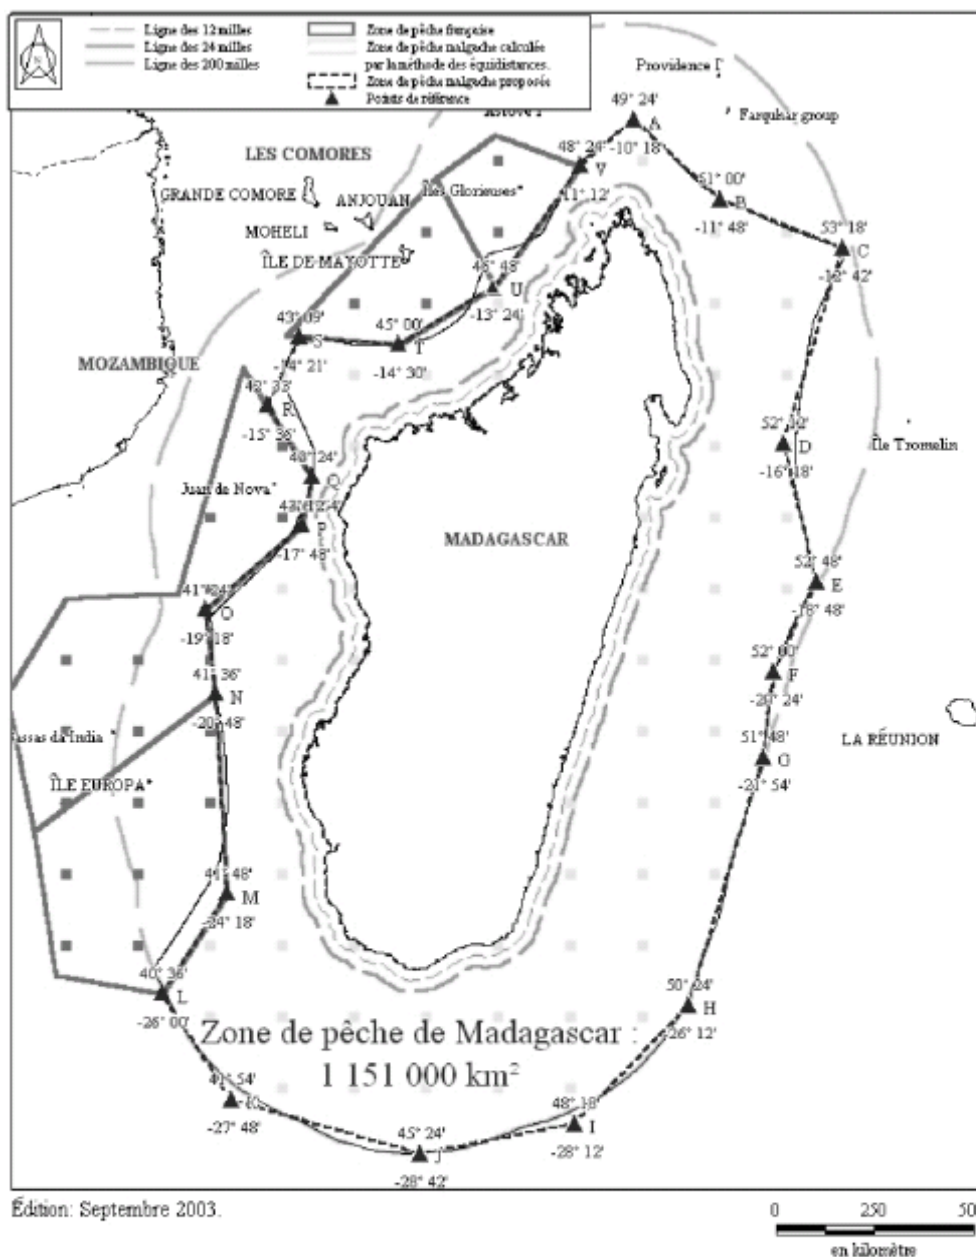 Ligne des 12 milles
Ligne des 24 milles
Ligne des 200 milles
Zone de pêche française
Zone de pêche malgache calculée
par la méthode des équidistances.
Zone de pêche malgache proposée
Points de référence
N
Providence I
Farquhar group
49° 24'
A
-10° 18'
LES COMORES
48° 24'
V
-11° 12'
GRANDE COMORE
ANJOUAN
Îles Glorieuses
51° 00'
B
-11° 48'
MOHELI
ÎLE DE MAYOTTE
53° 18'
C
-12° 42'
46° 48'
U
-13° 24'
43° 09'
S
-14° 21'
45° 00'
T
-14° 30'
MOZAMBIQUE
R
-15° 36'
Q
Juan de Nova
-17° 48'
MADAGASCAR
52° 12'
D
-16° 18'
Île Tromelin
52° 48'
E
-18° 48'
41° 24'
O
-19° 18'
41° 36'
N
-20° 48'
52° 00'
F
-20° 24'
51° 48'
G
-21° 54'
LA RÉUNION
assas da India
ÎLE EUROPA
M
-24° 18'
40° 36'
L
-26° 00'
50° 24'
H
-26° 12'
Zone de pêche de Madagascar :
1 151 000 km²
41° 54'
K
-27° 48'
48° 18'
I
-28° 12'
45° 24'
J
-28° 42'
Édition: Septembre 2003.
0 250 50
en kilomètre